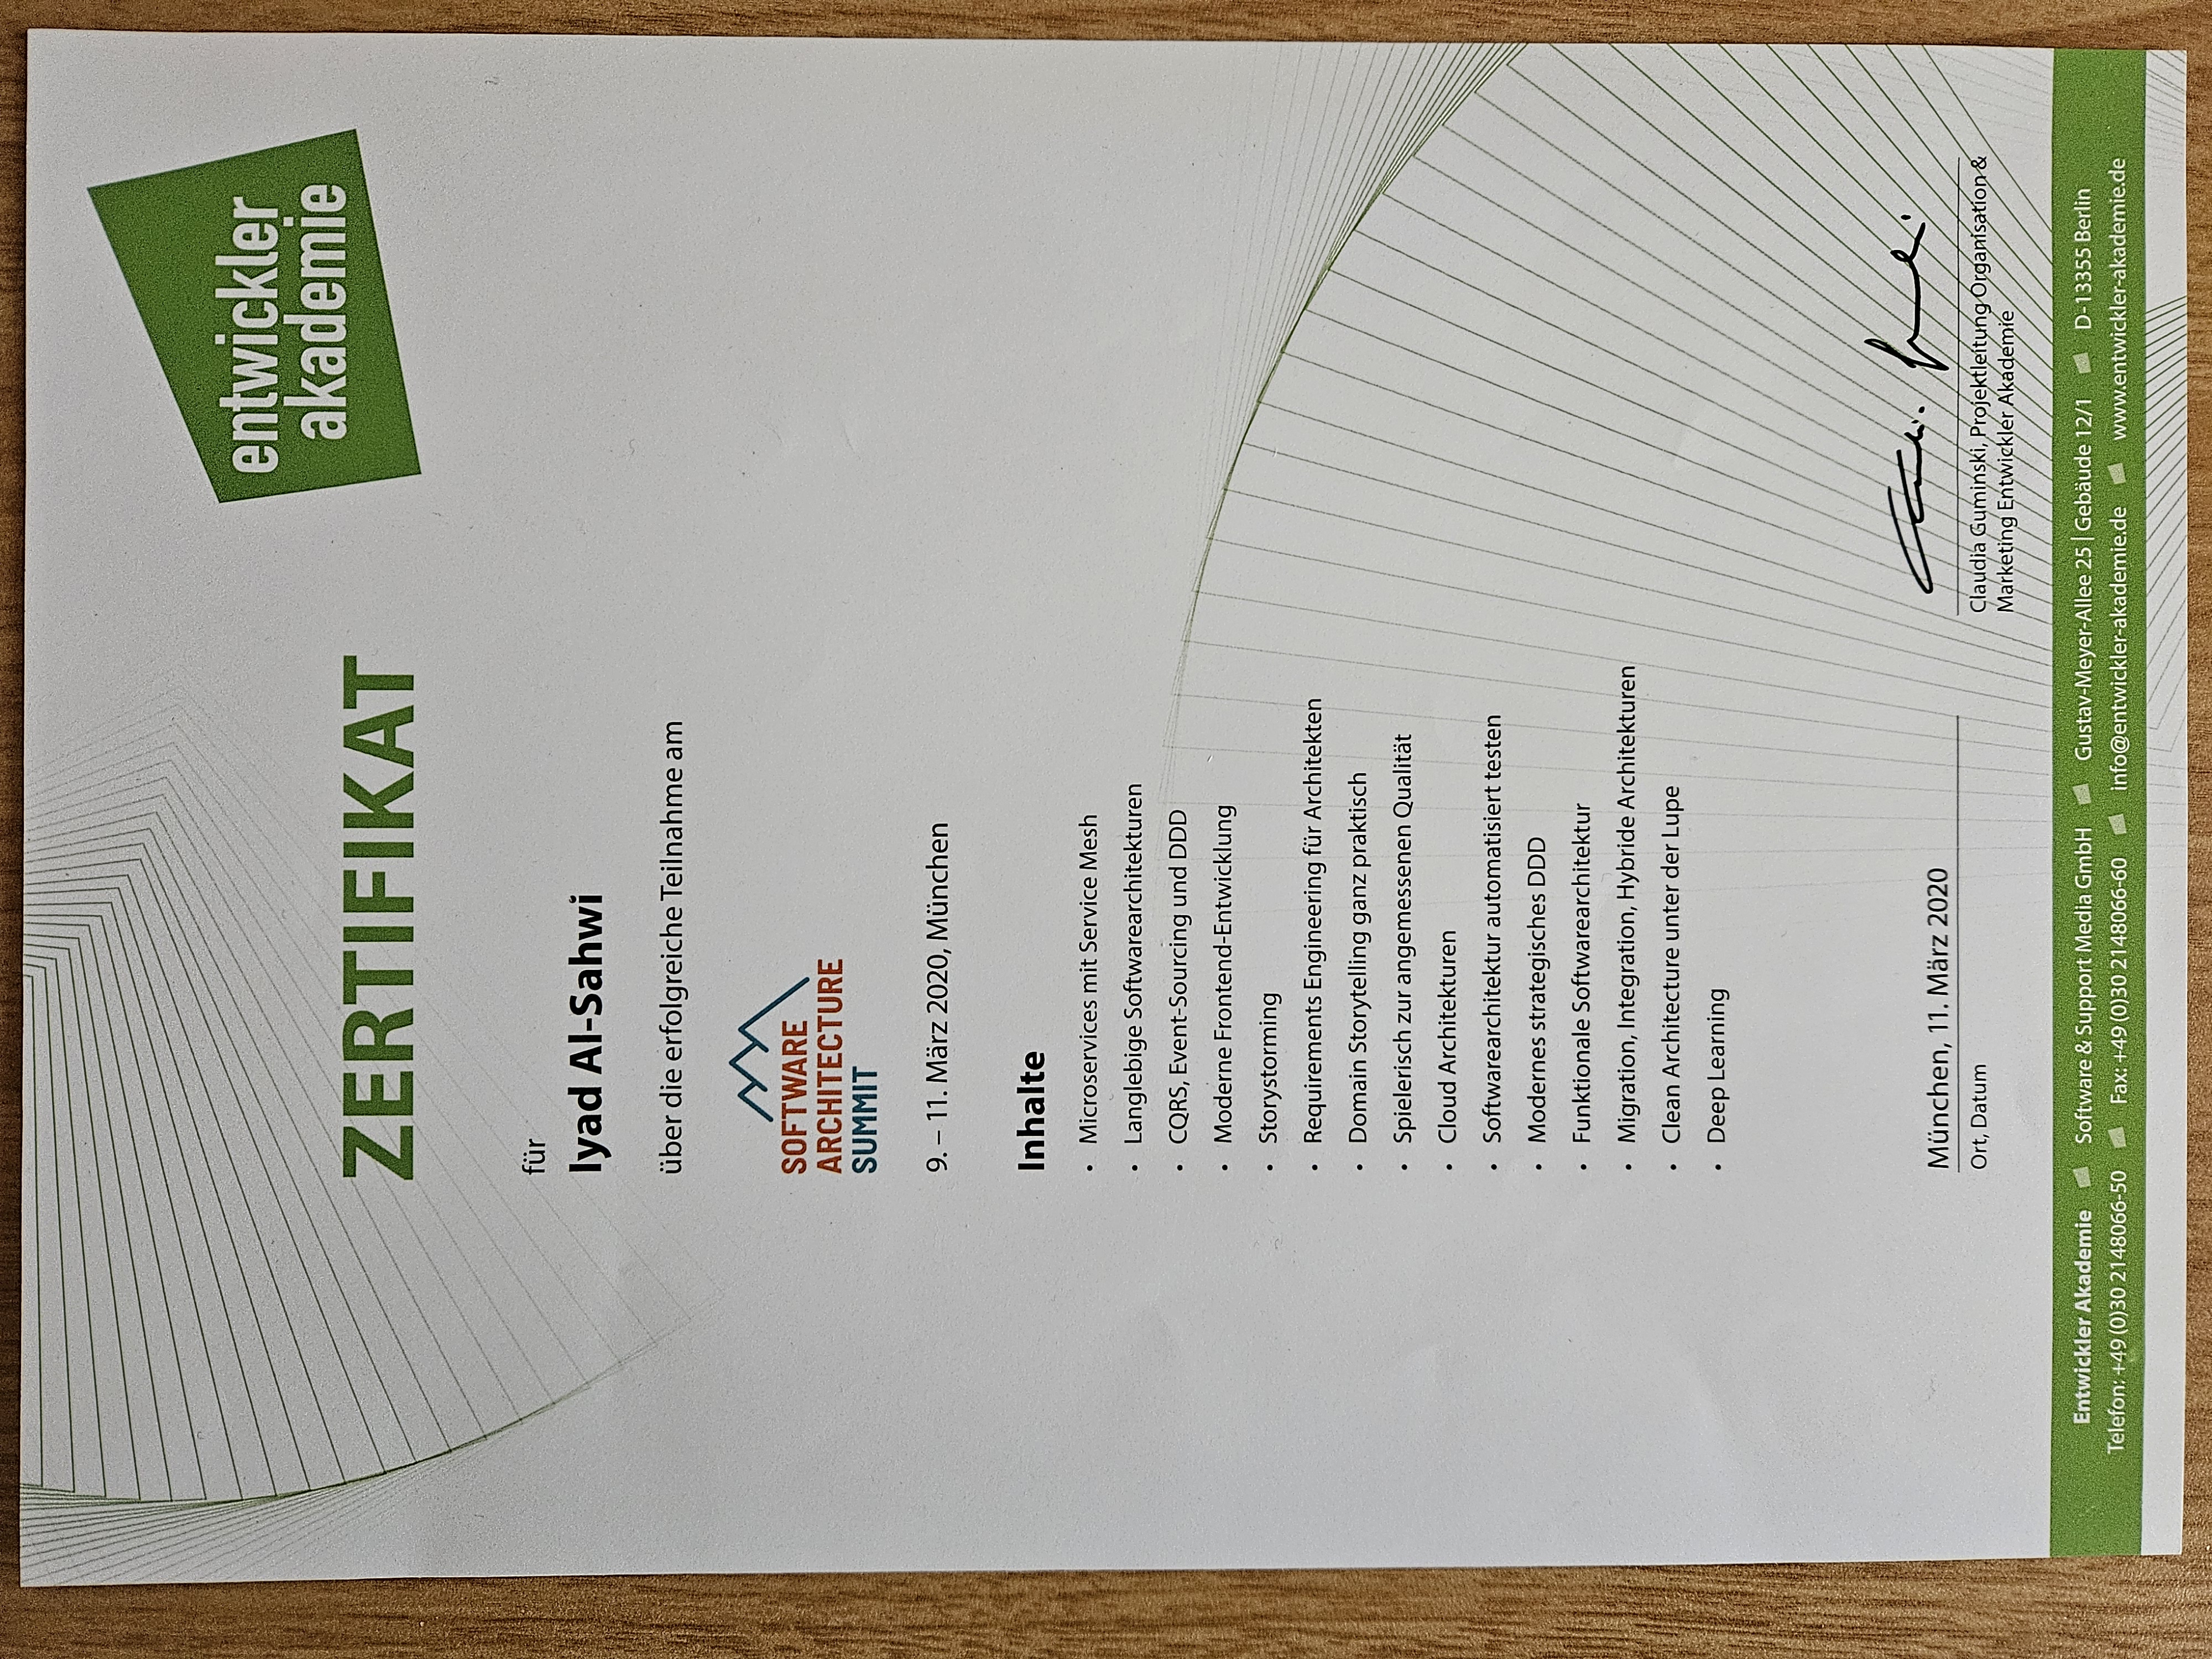 entwickler
akademie
ZERTIFIKAT
für
Iyad Al-Sahwi
über die erfolgreiche Teilnahme am
SOFTWARE
ARCHITECTURE
SUMMIT
9. – 11. März 2020, München
Inhalte
• Microservices mit Service Mesh
• Langlebige Softwarearchitekturen
• CQRS, Event-Sourcing und DDD
• Moderne Frontend-Entwicklung
• Storystorming
• Requirements Engineering für Architekten
• Domain Storytelling ganz praktisch
• Spielerisch zur angemessenen Qualität
• Cloud Architekturen
• Softwarearchitektur automatisiert testen
• Modernes strategisches DDD
• Funktionale Softwarearchitektur
• Migration, Integration, Hybride Architekturen
• Clean Architecture unter der Lupe
• Deep Learning
München, 11. März 2020
Ort, Datum
Claudia Guminski, Projektleitung Organisation &
Marketing Entwickler Akademie
Entwickler Akademie Software & Support Media GmbH Gustav-Meyer-Allee 25 | Gebäude 12/1 D-13355 Berlin
Telefon: +49 (0)30 2148066-50 Fax: +49 (0)30 2148066-60 info@entwickler-akademie.de www.entwickler-akademie.de